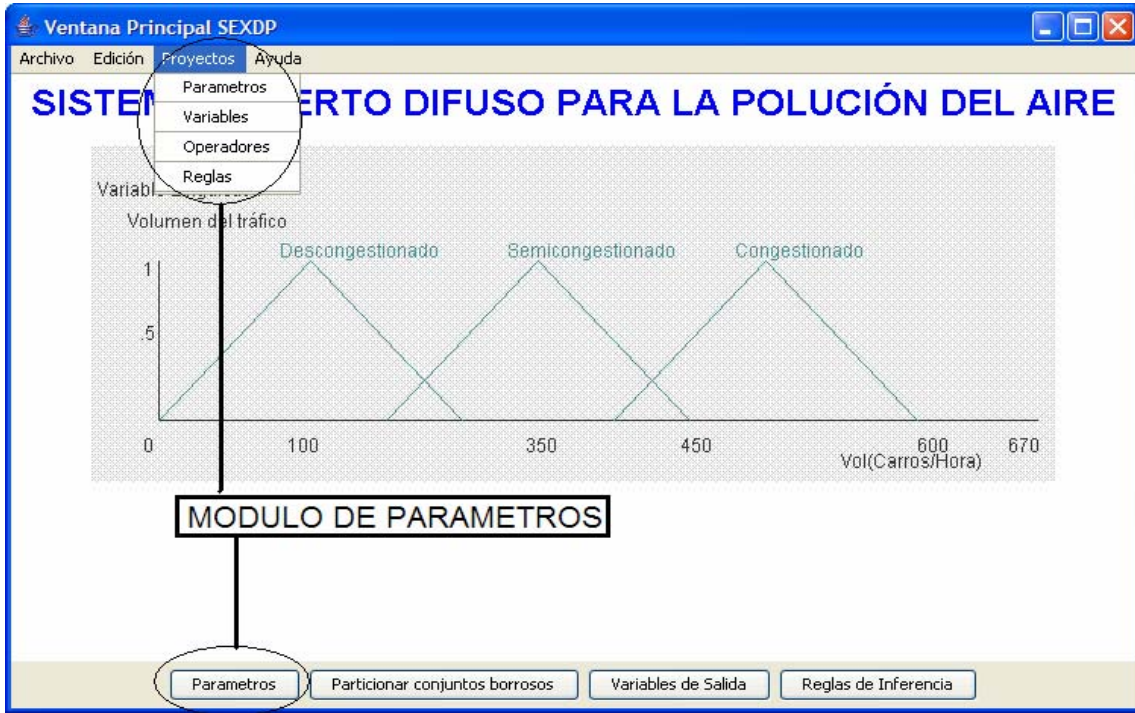 Ventana Principal SEXDP
Archivo Edición Proyectos Ayuda
Parametros
Variables
Operadores
Reglas
SISTE ERTO DIFUSO PARA LA POLUCIÓN DEL AIRE
Variabl
Volumen del tráfico
Descongestionado Semicongestionado Congestionado
1
.5
0 100 350 450 600 670
Vol(Carros/Hora)
MODULO DE PARAMETROS
Parametros Particionar conjuntos borrosos Variables de Salida Reglas de Inferencia